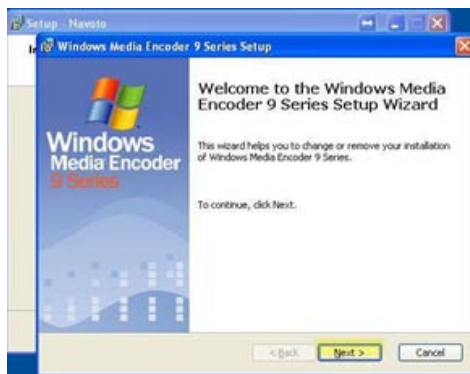 Setup - Navoto
Windows Media Encoder 9 Series Setup
Welcome to the Windows Media
Encoder 9 Series Setup Wizard
This wizard helps you to change or remove your installation
of Windows Media Encoder 9 Series.
To continue, click Next.
Windows
Media Encoder
9 Series
< Back
Next >
Cancel